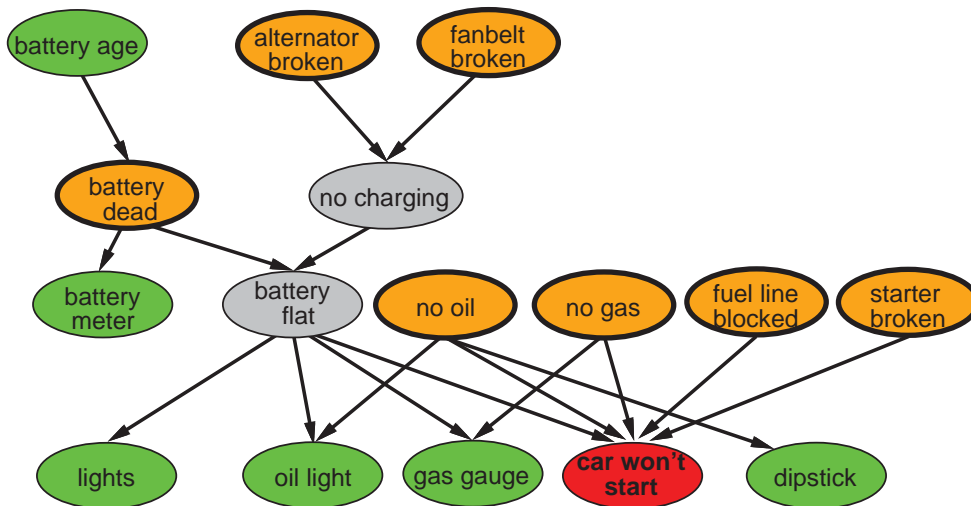 battery age
alternator
broken
fanbelt
broken
battery
dead
no charging
battery
meter
battery
flat
no oil
no gas
fuel line
blocked
starter
broken
lights
oil light
gas gauge
car won't
start
dipstick